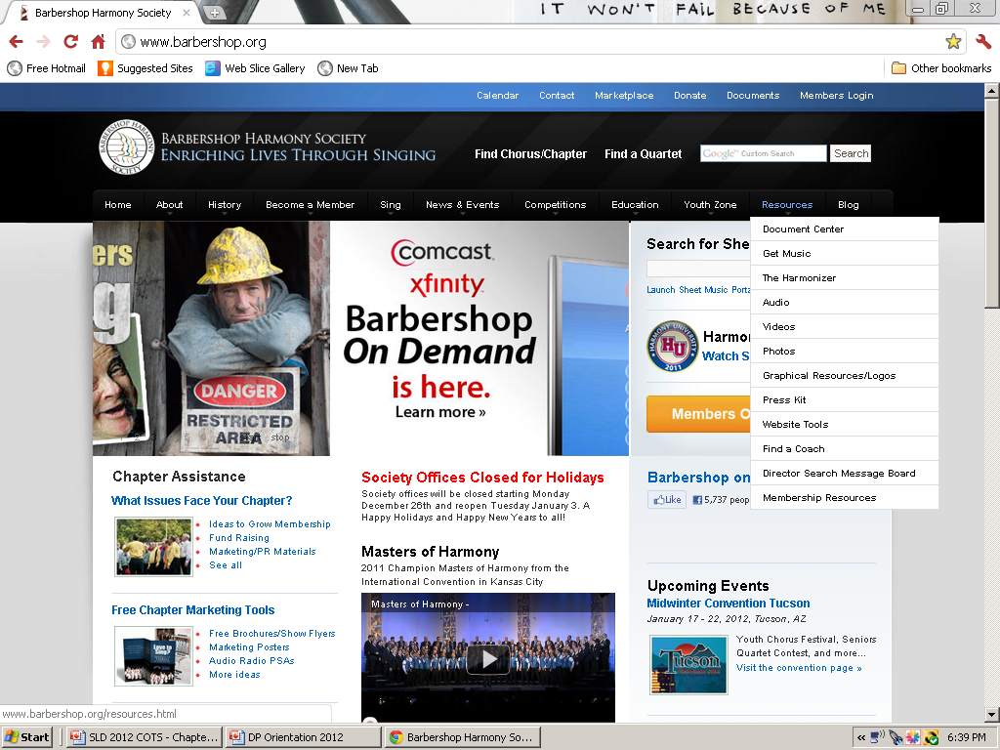 Barbershop Harmony Society
IT WON'T FAIL BECAUSE OF ME
www.barbershop.org
Free Hotmail
Suggested Sites
Web Slice Gallery
New Tab
Other bookmarks
Calendar
Contact
Marketplace
Donate
Documents
Members Login
BARBERSHOP HARMONY SOCIETY
BARBERSHOP HARMONY SOCIETY
ENRICHING LIVES THROUGH SINGING
Find Chorus/Chapter
Find a Quartet
Google™ Custom Search
Search
Home
About
History
Become a Member
Sing
News & Events
Competitions
Education
Youth Zone
Resources
Blog
Document Center
Get Music
The Harmonizer
Audio
Videos
Photos
Graphical Resources/Logos
Press Kit
Website Tools
Find a Coach
Director Search Message Board
Membership Resources
ers
g
DANGER
RESTRICTED
AREA
start stop
comcast.
xfinity
Barbershop
On Demand
is here.
Learn more »
Search for She
Launch Sheet Music Porta
HARMONY UNIVERSITY
HU
2011
Harmo
Watch S
Members O
Chapter Assistance
What Issues Face Your Chapter?
Ideas to Grow Membership
Fund Raising
Marketing/PR Materials
See all
Free Chapter Marketing Tools
Love to
Sing?
Free Brochures/Show Flyers
Marketing Posters
Audio Radio PSAs
More ideas
Society Offices Closed for Holidays
Society offices will be closed starting Monday
December 26th and reopen Tuesday January 3. A
Happy Holidays and Happy New Years to all!
Masters of Harmony
2011 Champion Masters of Harmony from the
International Convention in Kansas City
Masters of Harmony -
Barbershop on
Like
5,737 peop
Upcoming Events
Midwinter Convention Tucson
January 17 - 22, 2012, Tucson, AZ
Tucson
Youth Chorus Festival, Seniors
Quartet Contest, and more...
Visit the convention page »
www.barbershop.org/resources.html
Start
SLD 2012 COTS - Chapte...
DP Orientation 2012
Barbershop Harmony So...
6:39 PM